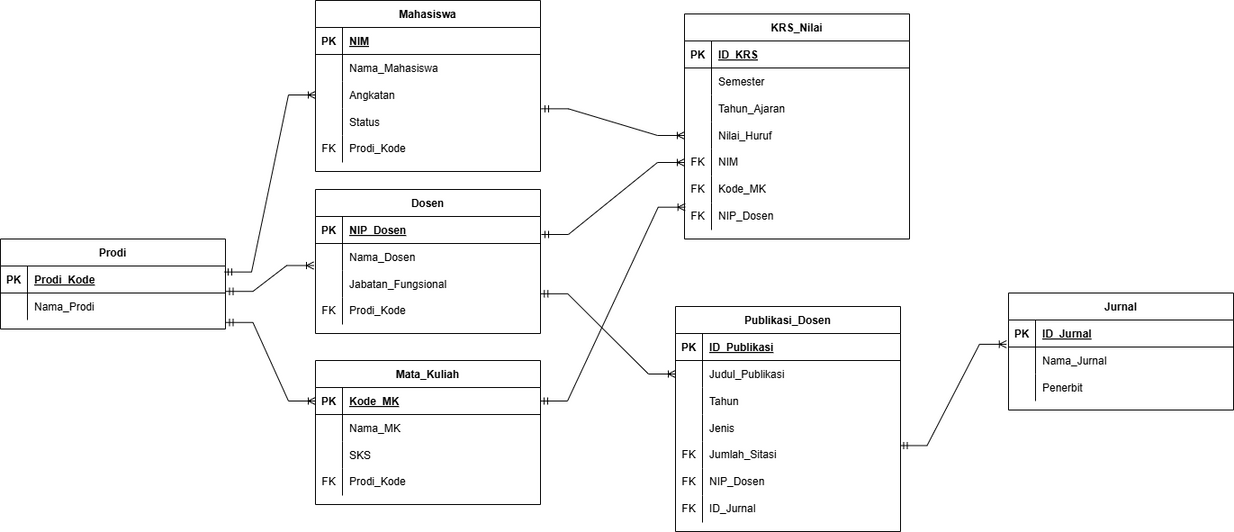 Mahasiswa
PK NIM
Nama_Mahasiswa
Angkatan
Status
FK Prodi_Kode
KRS_Nilai
PK ID_KRS
Semester
Tahun_Ajaran
Nilai_Huruf
FK NIM
FK Kode_MK
FK NIP_Dosen
Dosen
PK NIP_Dosen
Nama_Dosen
Jabatan_Fungsional
FK Prodi_Kode
Prodi
PK Prodi_Kode
Nama_Prodi
Mata_Kuliah
PK Kode_MK
Nama_MK
SKS
FK Prodi_Kode
Publikasi_Dosen
PK ID_Publikasi
Judul_Publikasi
Tahun
Jenis
FK Jumlah_Sitasi
FK NIP_Dosen
FK ID_Jurnal
Jurnal
PK ID_Jurnal
Nama_Jurnal
Penerbit